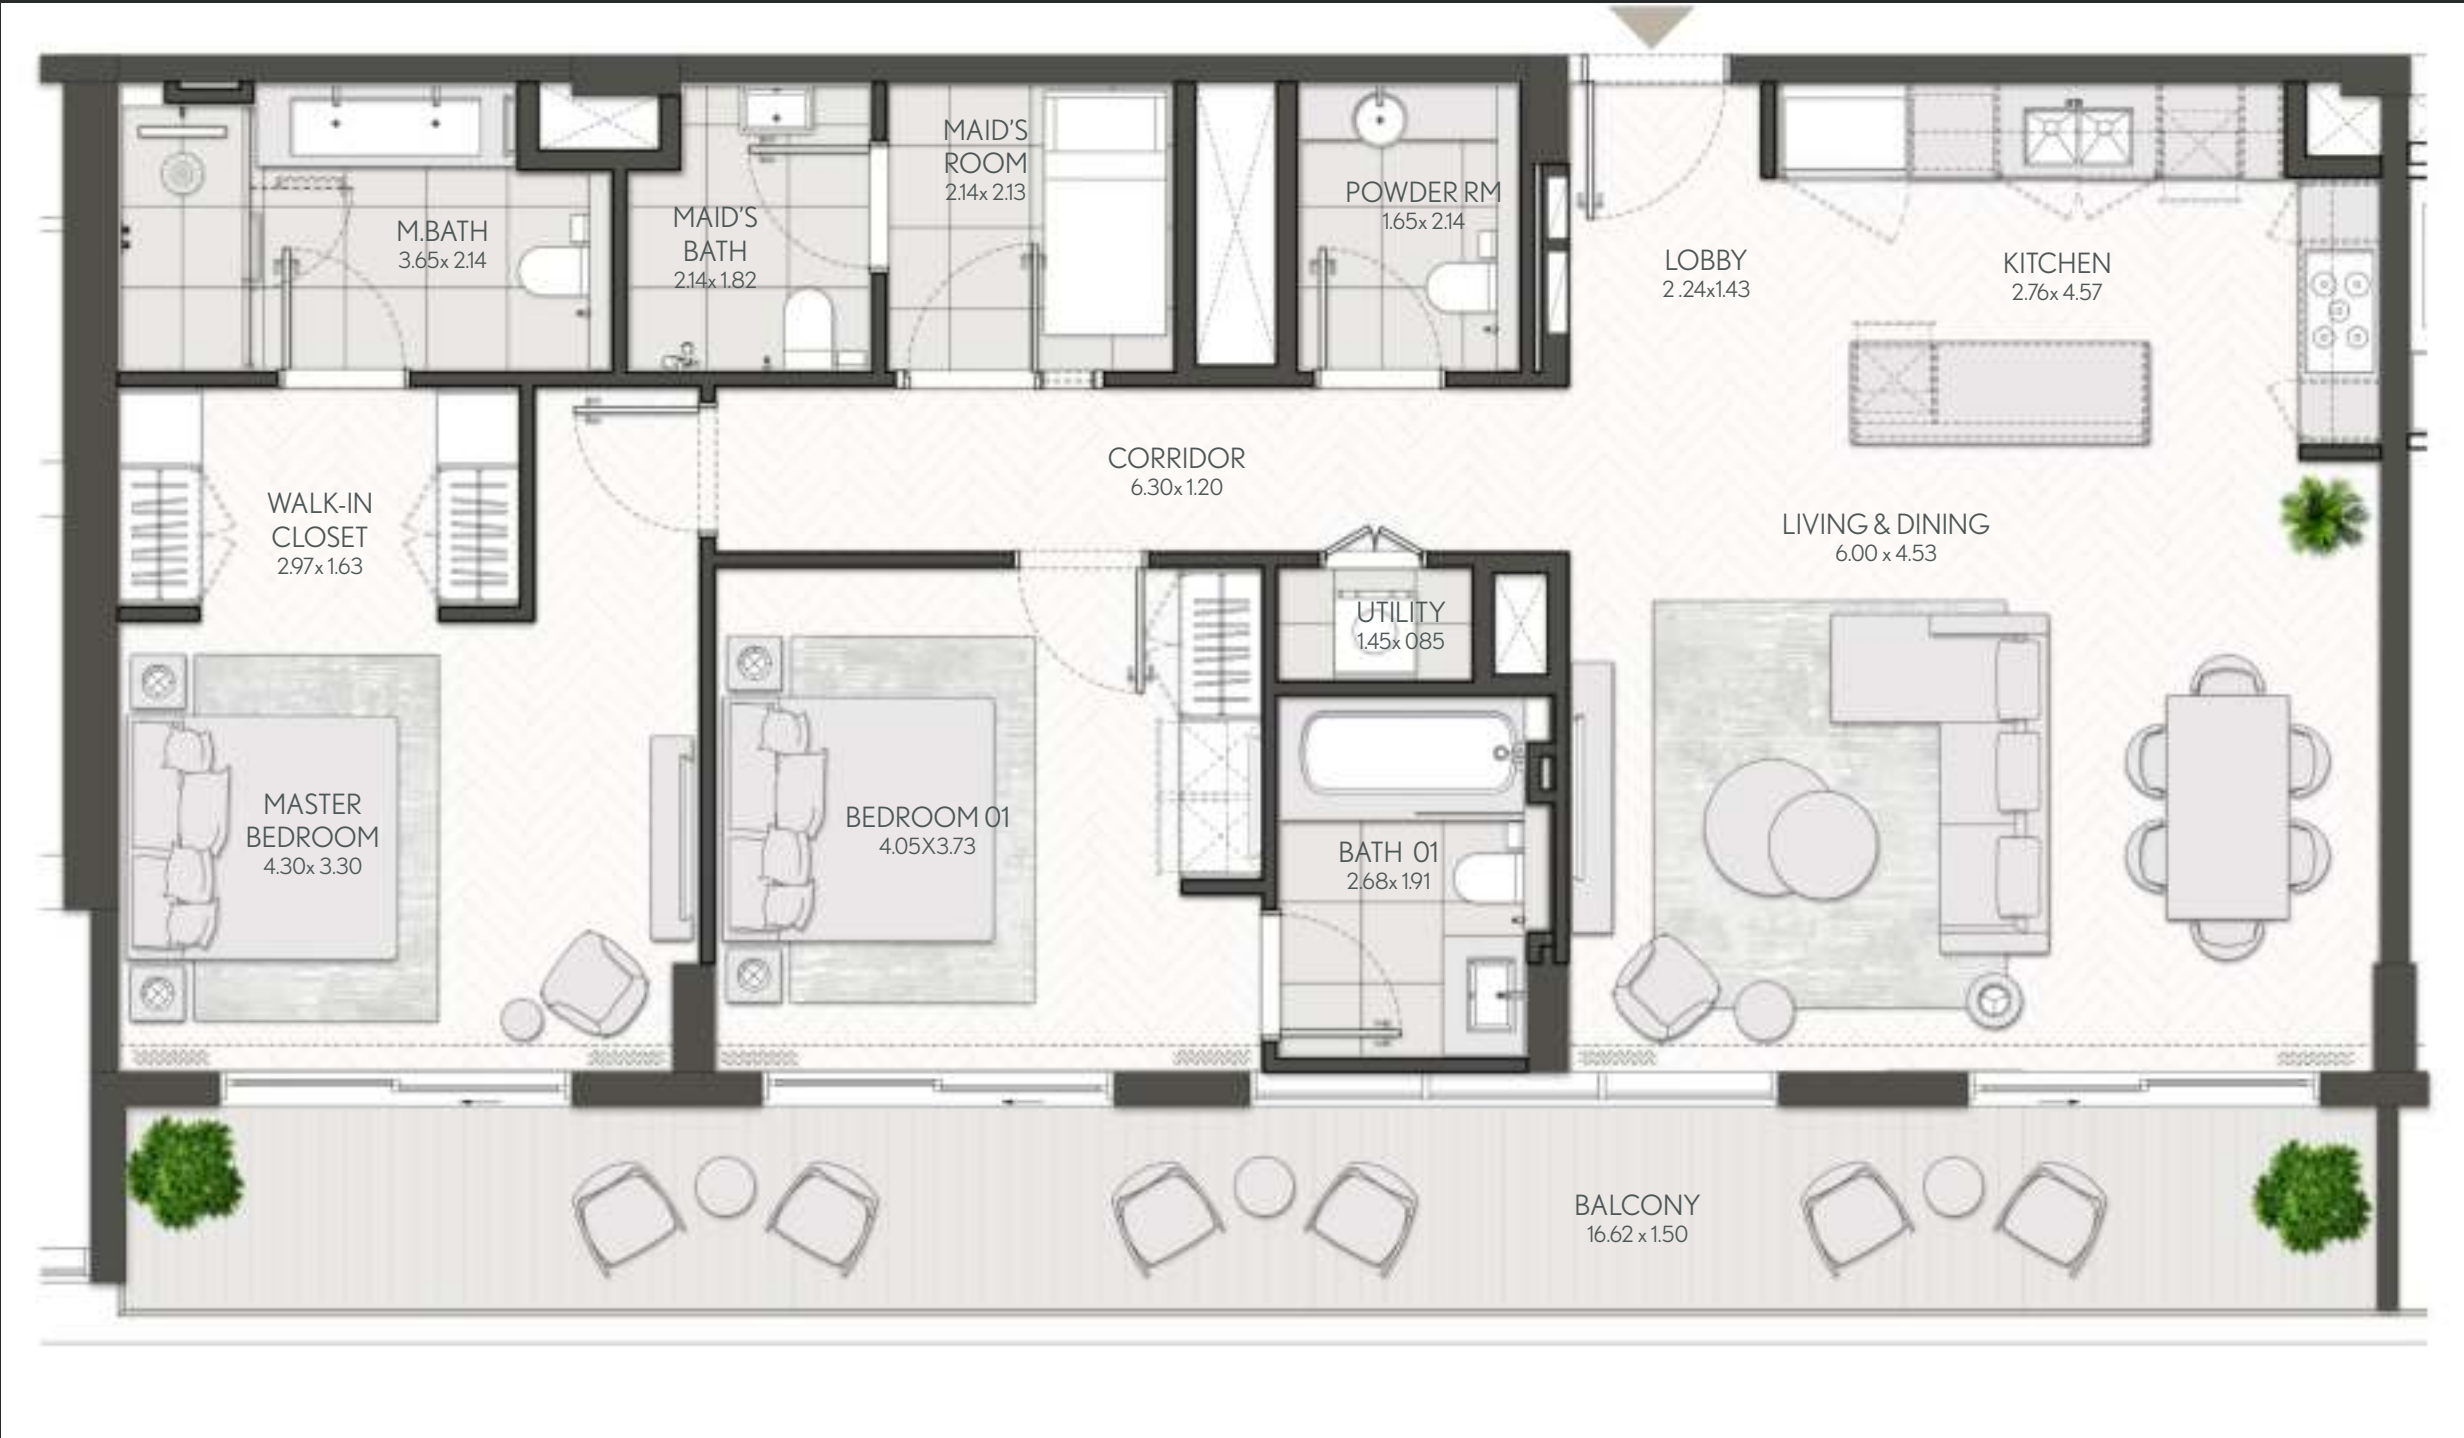 MAID'S
ROOM
2.14x 2.13
POWDER RM
1.65x 2.14
M.BATH
3.65x 2.14
MAID'S
BATH
2.14x 1.82
LOBBY
2 .24x1.43
KITCHEN
2.76x 4.57
CORRIDOR
6.30x 1.20
WALK-IN
CLOSET
2.97x 1.63
LIVING & DINING
6.00 x 4.53
UTILITY
1.45x 085
MASTER
BEDROOM
4.30x 3.30
BEDROOM 01
4.05X3.73
BATH 01
2.68x 1.91
BALCONY
16.62 x 1.50